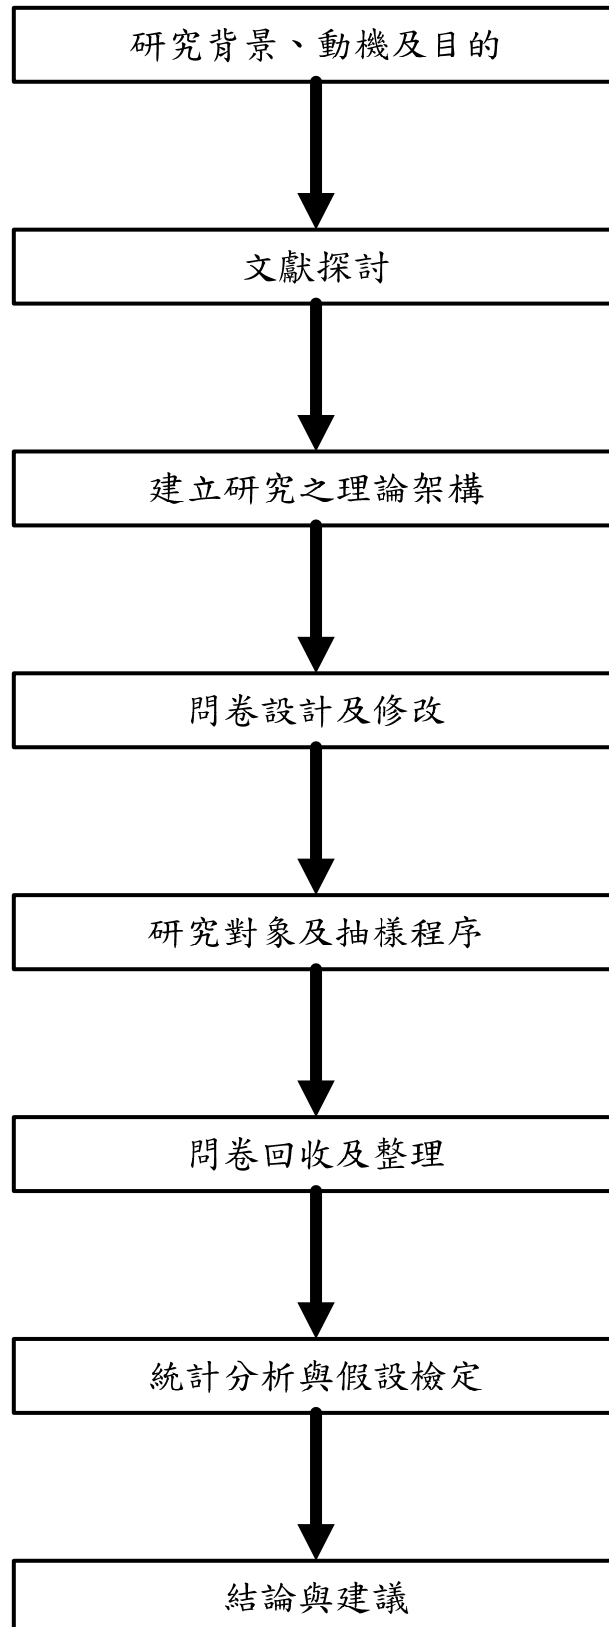 研究背景、動機及目的
文獻探討
建立研究之理論架構
問卷設計及修改
研究對象及抽樣程序
問卷回收及整理
統計分析與假設檢定
結論與建議